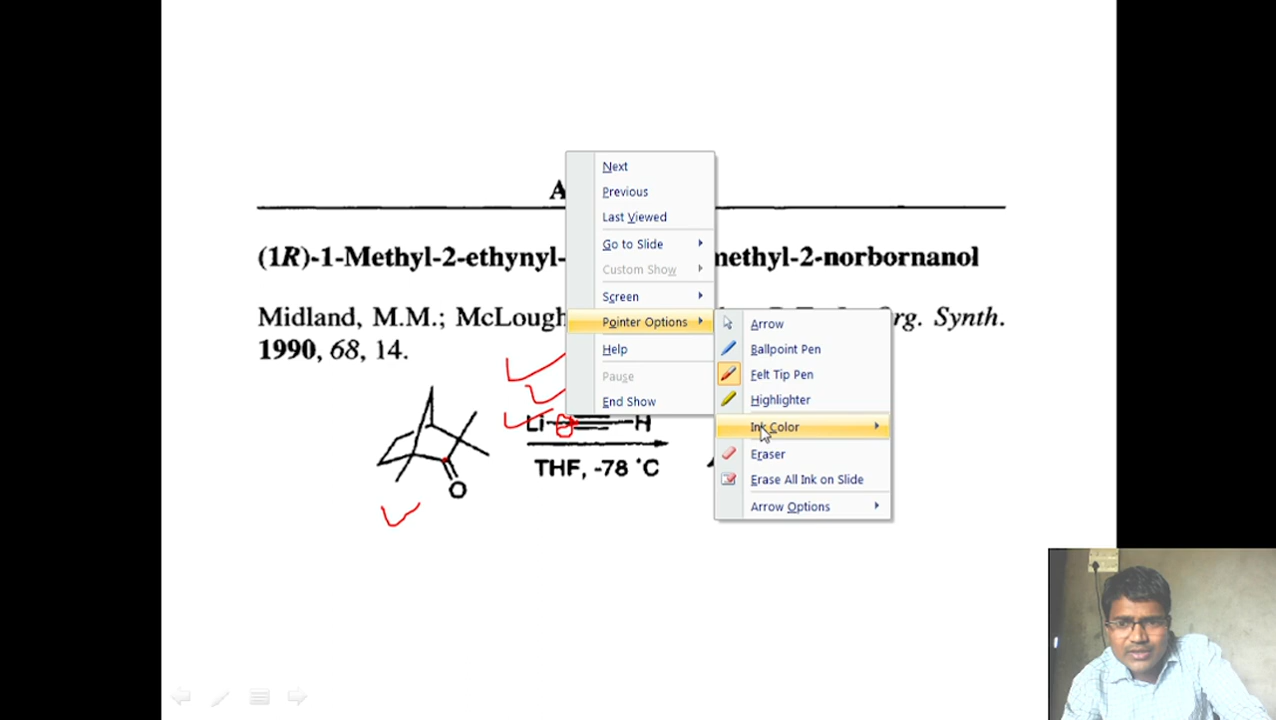 A
(1R)-1-Methyl-2-ethynyl- methyl-2-norbornanol
Midland, M.M.; McLough Org. Synth.
1990, 68, 14.
Li H
THF, -78 °C
O
Next
Previous
Last Viewed
Go to Slide
Custom Show
Screen
Pointer Options
Help
Pause
End Show
Arrow
Ballpoint Pen
Felt Tip Pen
Highlighter
Ink Color
Eraser
Erase All Ink on Slide
Arrow Options